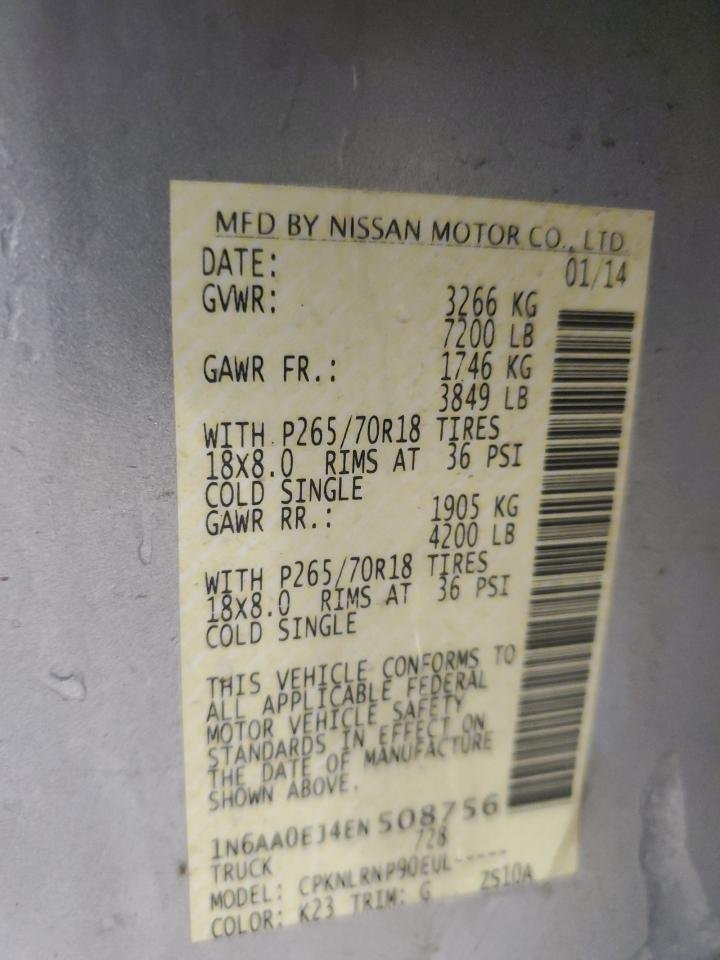 MFD BY NISSAN MOTOR CO., LTD
DATE: 01/14
GVWR: 3266 KG
7200 LB
GAWR FR.: 1746 KG
3849 LB
WITH P265/70R18 TIRES
18X8.0 RIMS AT 36 PSI
COLD SINGLE
GAWR RR.: 1905 KG
4200 LB
WITH P265/70R18 TIRES
18X8.0 RIMS AT 36 PSI
COLD SINGLE
THIS VEHICLE CONFORMS TO
ALL APPLICABLE FEDERAL
MOTOR VEHICLE SAFETY
STANDARDS IN EFFECT ON
THE DATE OF MANUFACTURE
SHOWN ABOVE.
1N6AA0EJ4EN508756
TRUCK 728
MODEL: CPKNLRNP90EUL-----
COLOR: K23 TRIM: G ZS10A